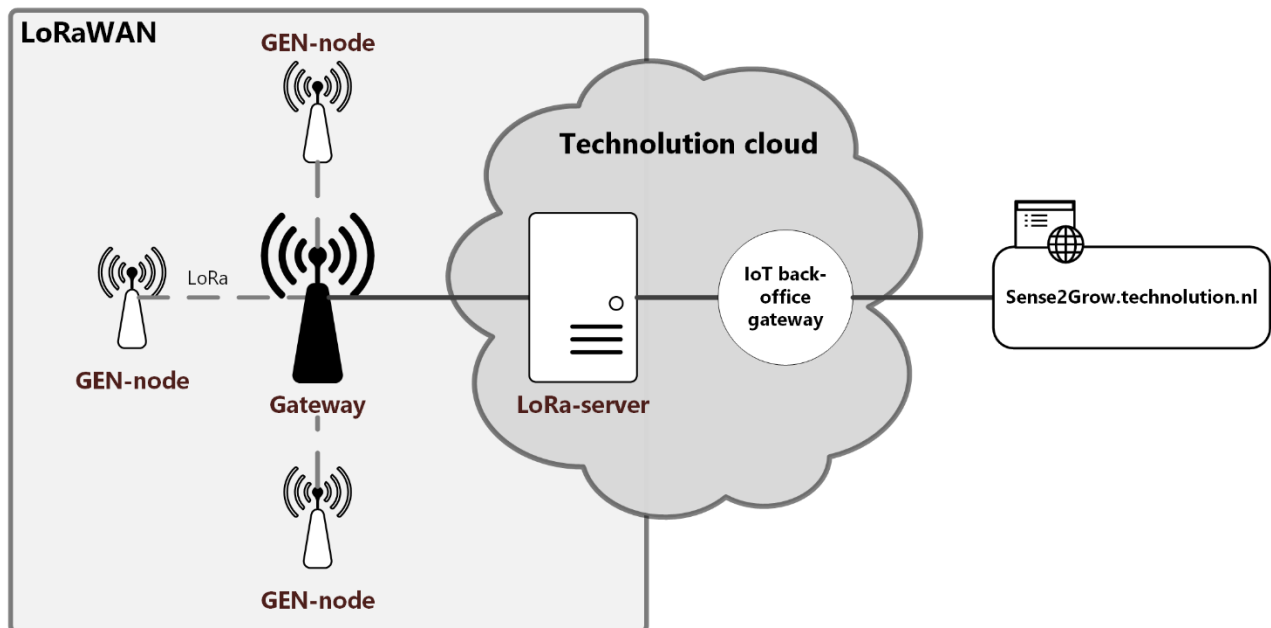 LoRaWAN
GEN-node
Technolution cloud
LoRa
GEN-node
Gateway
LoRa-server
IoT back-
office
gateway
Sense2Grow.technolution.nl
GEN-node